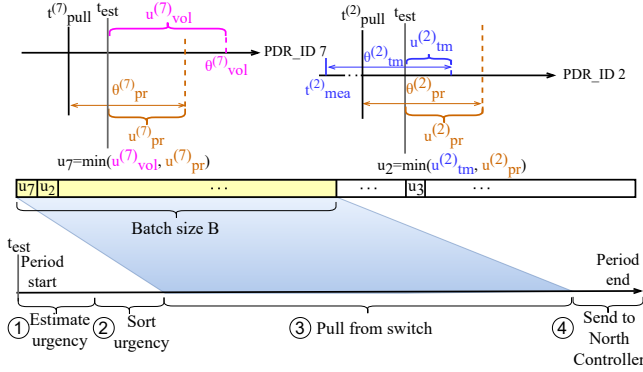 t(7)pull test u(7)vol
PDR_ID 7
θ(7)vol
θ(7)pr
u(7)pr
u7=min(u(7)vol, u(7)pr)
t(2)pull test
θ(2)tm u(2)tm
PDR_ID 2
t(2)mea
θ(2)pr
u(2)pr
u2=min(u(2)tm, u(2)pr)
u7 u2 ... ... u3 ...
Batch size B
test
Period
start
Period
end
1 Estimate
urgency
2 Sort
urgency
3 Pull from switch
4 Send to
North
Controller